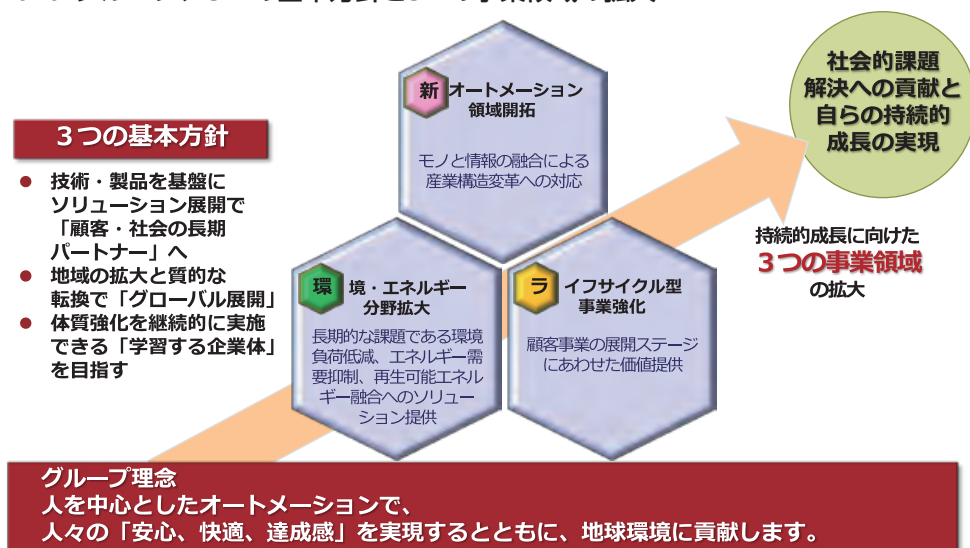 ３つの基本方針
● 技術・製品を基盤に
ソリューション展開で
「顧客・社会の長期
パートナー」へ
● 地域の拡大と質的な
転換で「グローバル展開」
● 体質強化を継続的に実施
できる「学習する企業体」
を目指す
新 オートメーション
領域開拓
モノと情報の融合による
産業構造変革への対応
環 境・エネルギー
分野拡大
長期的な課題である環境
負荷低減、エネルギー需
要抑制、再生可能エネル
ギー融合へのソリュー
ション提供
ラ イフサイクル型
事業強化
顧客事業の展開ステージ
にあわせた価値提供
社会的課題
解決への貢献と
自らの持続的
成長の実現
持続的成長に向けた
３つの事業領域
の拡大
グループ理念
人を中心としたオートメーションで、
人々の「安心、快適、達成感」を実現するとともに、地球環境に貢献します。